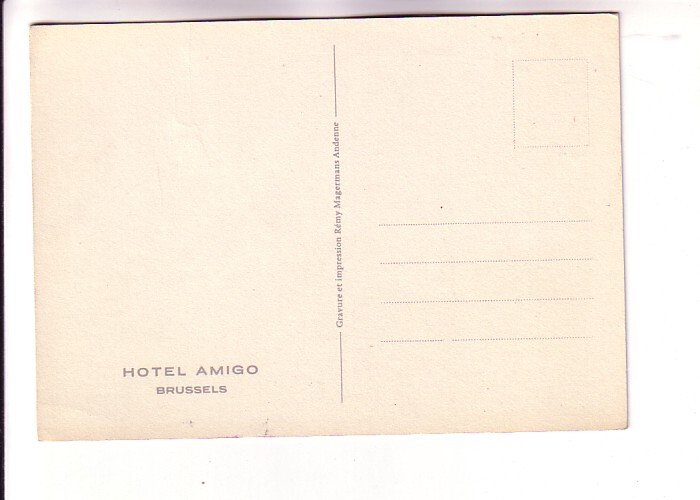 HOTEL AMIGO
BRUSSELS
Gravure et impression Rémy Magermans Andenne